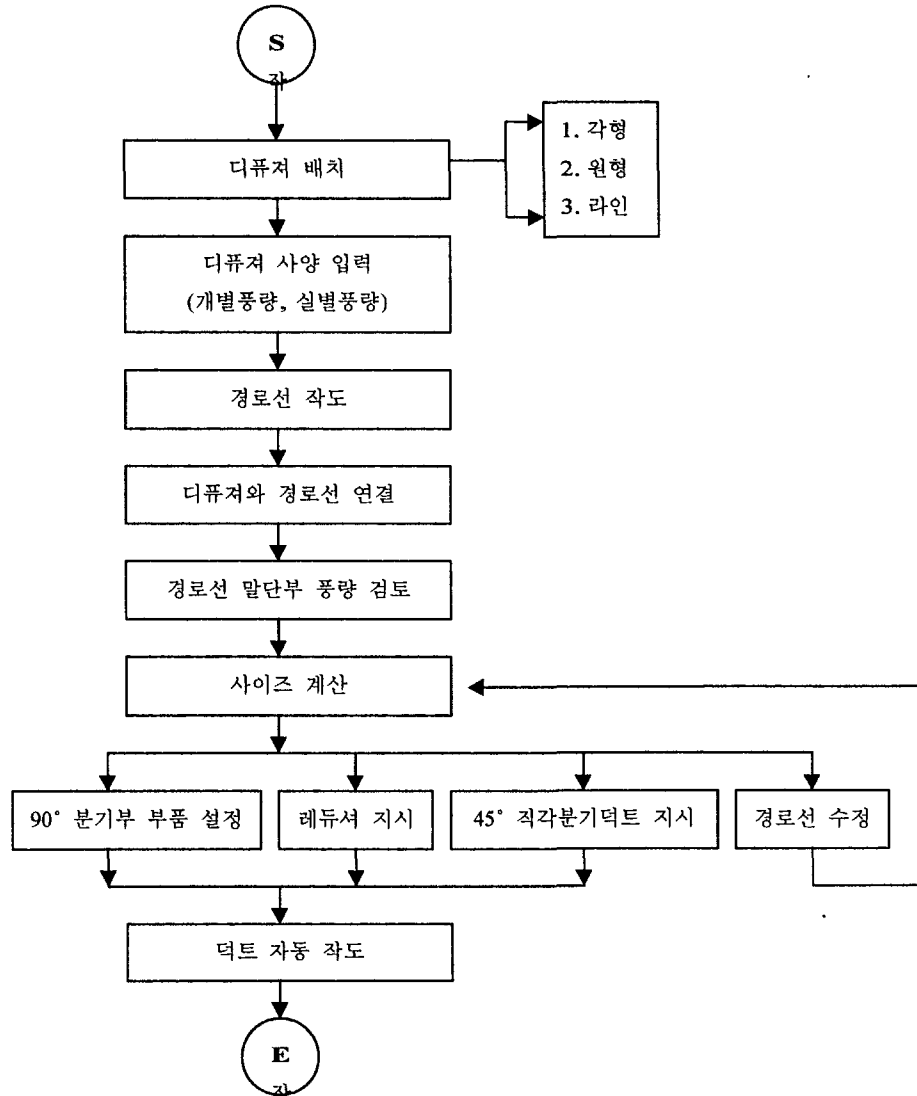 S
작
디퓨져 배치
1. 각형
2. 원형
3. 라인
디퓨져 사양 입력
(개별풍량, 실별풍량)
경로선 작도
디퓨져와 경로선 연결
경로선 말단부 풍량 검토
사이즈 계산
90° 분기부 부품 설정
레듀셔 지시
45° 직각분기덕트 지시
경로선 수정
덕트 자동 작도
E